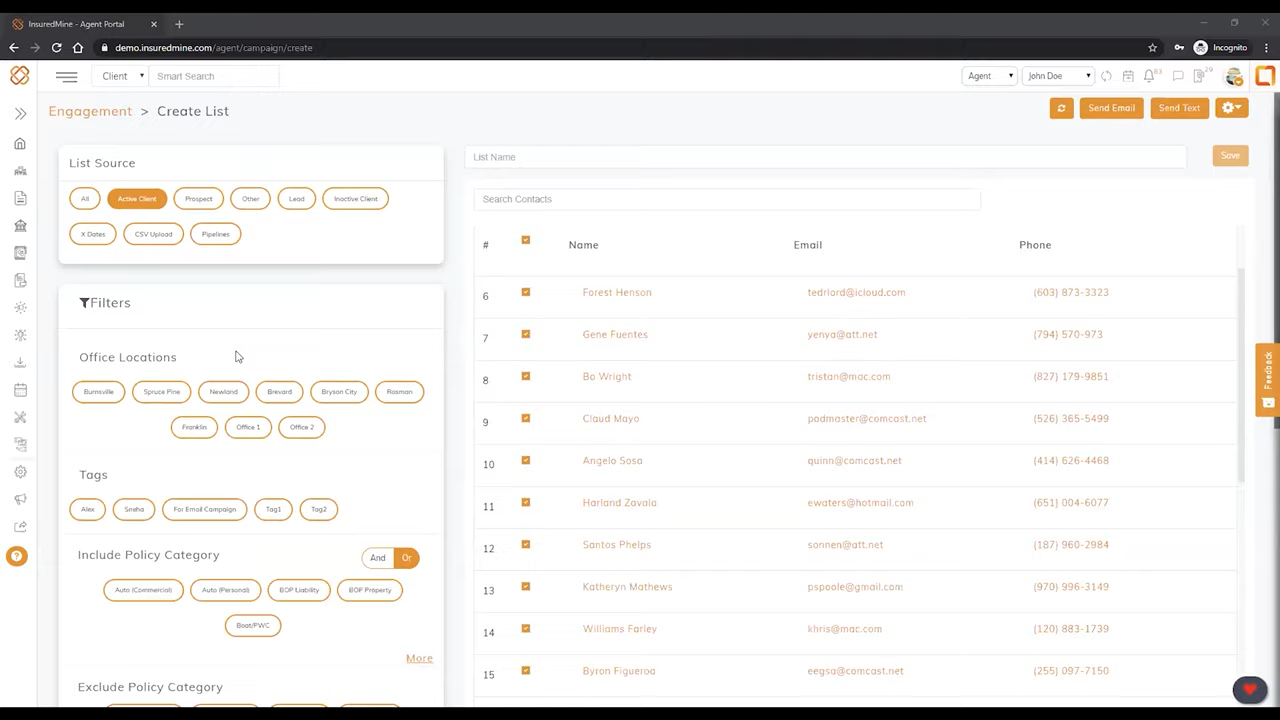 InsuredMine - Agent Portal
demo.insuredmine.com/agent/campaign/create
Incognito
Client
Smart Search
Agent
John Doe
83
29
Engagement > Create List
Send Email
Send Text
List Source
All
Active Client
Prospect
Other
Lead
Inactive Client
X Dates
CSV Upload
Pipelines
Filters
Office Locations
Burnsville
Spruce Pine
Newland
Brevard
Bryson City
Rosman
Franklin
Office 1
Office 2
Tags
Alex
Sneha
For Email Campaign
Tag1
Tag2
Include Policy Category
And
Or
Auto (Commercial)
Auto (Personal)
BOP Liability
BOP Property
Boat/PWC
More
Exclude Policy Category
List Name
Save
Search Contacts
# Name Email Phone
6 Forest Henson tedrlord@icloud.com (603) 873-3323
7 Gene Fuentes yenya@att.net (794) 570-973
8 Bo Wright tristan@mac.com (827) 179-9851
9 Claud Mayo podmaster@comcast.net (526) 365-5499
10 Angelo Sosa quinn@comcast.net (414) 626-4468
11 Harland Zavala ewaters@hotmail.com (651) 004-6077
12 Santos Phelps sonnen@att.net (187) 960-2984
13 Katheryn Mathews pspoole@gmail.com (970) 996-3149
14 Williams Farley khris@mac.com (120) 883-1739
15 Byron Figueroa eegsa@comcast.net (255) 097-7150
Feedback